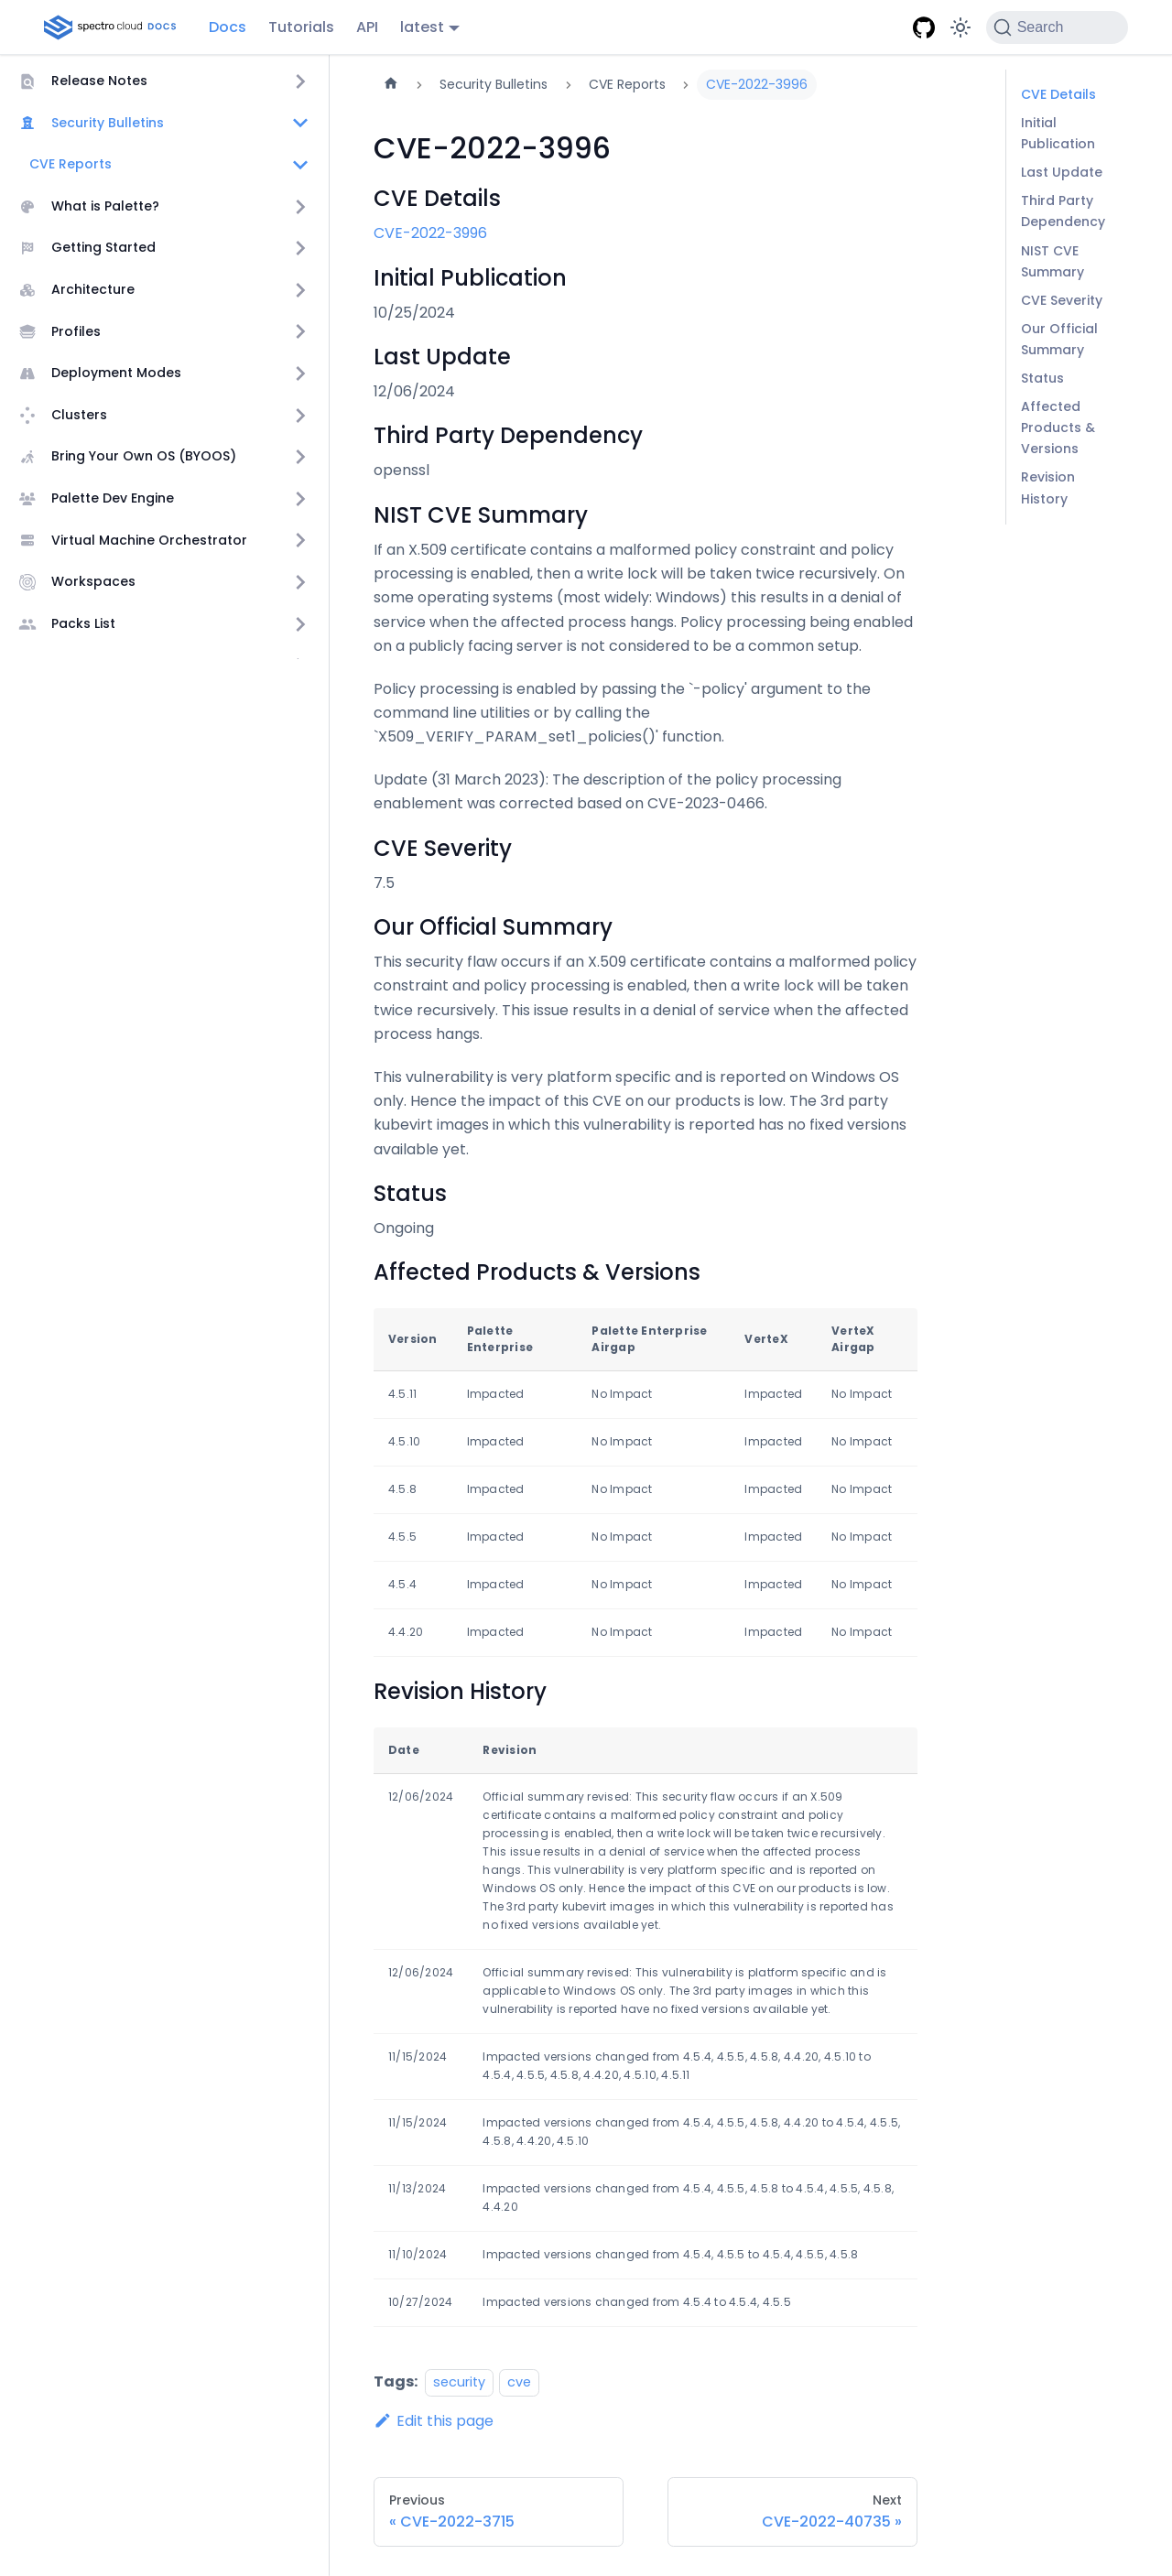 spectro cloud DOCS
Docs
Tutorials
API
latest
Search
Release Notes
Security Bulletins
CVE Reports
What is Palette?
Getting Started
Architecture
Profiles
Deployment Modes
Clusters
Bring Your Own OS (BYOOS)
Palette Dev Engine
Virtual Machine Orchestrator
Workspaces
Packs List
Security Bulletins
CVE Reports
CVE-2022-3996
CVE-2022-3996
CVE Details
CVE-2022-3996
Initial Publication
10/25/2024
Last Update
12/06/2024
Third Party Dependency
openssl
NIST CVE Summary
If an X.509 certificate contains a malformed policy constraint and policy
processing is enabled, then a write lock will be taken twice recursively. On
some operating systems (most widely: Windows) this results in a denial of
service when the affected process hangs. Policy processing being enabled
on a publicly facing server is not considered to be a common setup.
Policy processing is enabled by passing the `-policy' argument to the
command line utilities or by calling the
`X509_VERIFY_PARAM_set1_policies()' function.
Update (31 March 2023): The description of the policy processing
enablement was corrected based on CVE-2023-0466.
CVE Severity
7.5
Our Official Summary
This security flaw occurs if an X.509 certificate contains a malformed policy
constraint and policy processing is enabled, then a write lock will be taken
twice recursively. This issue results in a denial of service when the affected
process hangs.
This vulnerability is very platform specific and is reported on Windows OS
only. Hence the impact of this CVE on our products is low. The 3rd party
kubevirt images in which this vulnerability is reported has no fixed versions
available yet.
Status
Ongoing
Affected Products & Versions
Version Palette Enterprise Palette Enterprise Airgap VerteX VerteX Airgap
4.5.11 Impacted No Impact Impacted No Impact
4.5.10 Impacted No Impact Impacted No Impact
4.5.8 Impacted No Impact Impacted No Impact
4.5.5 Impacted No Impact Impacted No Impact
4.5.4 Impacted No Impact Impacted No Impact
4.4.20 Impacted No Impact Impacted No Impact
Revision History
Date Revision
12/06/2024 Official summary revised: This security flaw occurs if an X.509
certificate contains a malformed policy constraint and policy
processing is enabled, then a write lock will be taken twice recursively.
This issue results in a denial of service when the affected process
hangs. This vulnerability is very platform specific and is reported on
Windows OS only. Hence the impact of this CVE on our products is low.
The 3rd party kubevirt images in which this vulnerability is reported has
no fixed versions available yet.
12/06/2024 Official summary revised: This vulnerability is platform specific and is
applicable to Windows OS only. The 3rd party images in which this
vulnerability is reported have no fixed versions available yet.
11/15/2024 Impacted versions changed from 4.5.4, 4.5.5, 4.5.8, 4.4.20, 4.5.10 to
4.5.4, 4.5.5, 4.5.8, 4.4.20, 4.5.10, 4.5.11
11/15/2024 Impacted versions changed from 4.5.4, 4.5.5, 4.5.8, 4.4.20 to 4.5.4, 4.5.5,
4.5.8, 4.4.20, 4.5.10
11/13/2024 Impacted versions changed from 4.5.4, 4.5.5, 4.5.8 to 4.5.4, 4.5.5, 4.5.8,
4.4.20
11/10/2024 Impacted versions changed from 4.5.4, 4.5.5 to 4.5.4, 4.5.5, 4.5.8
10/27/2024 Impacted versions changed from 4.5.4 to 4.5.4, 4.5.5
Tags: security cve
Edit this page
Previous
« CVE-2022-3715
Next
CVE-2022-40735 »
CVE Details
Initial
Publication
Last Update
Third Party
Dependency
NIST CVE
Summary
CVE Severity
Our Official
Summary
Status
Affected
Products &
Versions
Revision
History